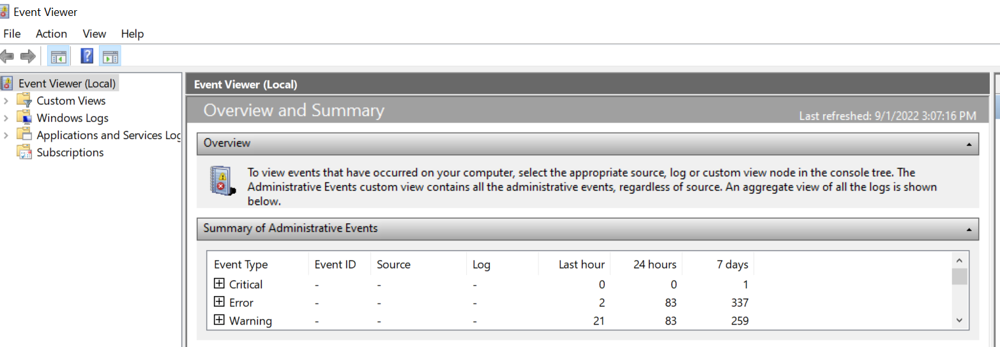 Event Viewer
File Action View Help
Event Viewer (Local)
Custom Views
Windows Logs
Applications and Services Log
Subscriptions
Event Viewer (Local)
Overview and Summary
Last refreshed: 9/1/2022 3:07:16 PM
Overview
To view events that have occurred on your computer, select the appropriate source, log or custom view node in the console tree. The
Administrative Events custom view contains all the administrative events, regardless of source. An aggregate view of all the logs is shown
below.
Summary of Administrative Events
Event Type Event ID Source Log Last hour 24 hours 7 days
Critical - - - 0 0 1
Error - - - 2 83 337
Warning - - - 21 83 259